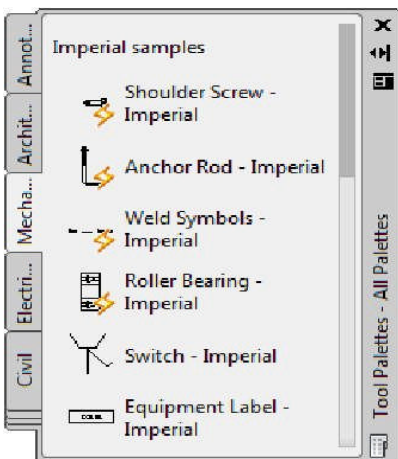 Annot...
Archit...
Mecha...
Electri...
Civil
Imperial samples
Shoulder Screw -
Imperial
Anchor Rod - Imperial
Weld Symbols -
Imperial
Roller Bearing -
Imperial
Switch - Imperial
Equipment Label -
Imperial
Tool Palettes - All Palettes